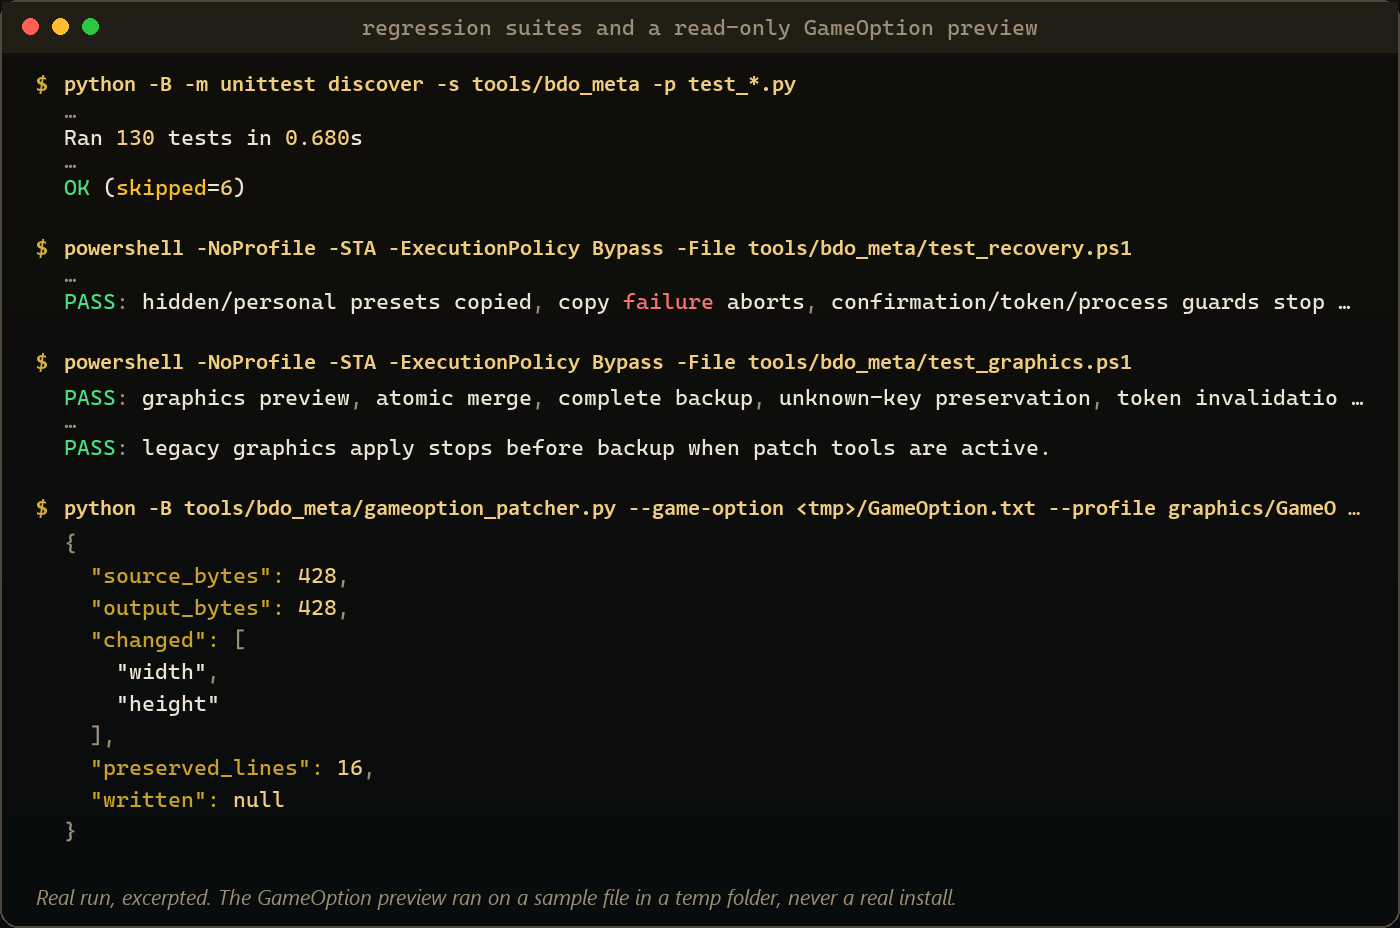 regression suites and a read-only GameOption preview
$ python -B -m unittest discover -s tools/bdo_meta -p test_*.py
…
Ran 130 tests in 0.680s
…
OK (skipped=6)
$ powershell -NoProfile -STA -ExecutionPolicy Bypass -File tools/bdo_meta/test_recovery.ps1
…
PASS: hidden/personal presets copied, copy failure aborts, confirmation/token/process guards stop …
$ powershell -NoProfile -STA -ExecutionPolicy Bypass -File tools/bdo_meta/test_graphics.ps1
PASS: graphics preview, atomic merge, complete backup, unknown-key preservation, token invalidatio …
…
PASS: legacy graphics apply stops before backup when patch tools are active.
$ python -B tools/bdo_meta/gameoption_patcher.py --game-option <tmp>/GameOption.txt --profile graphics/GameO …
{
"source_bytes": 428,
"output_bytes": 428,
"changed": [
"width",
"height"
],
"preserved_lines": 16,
"written": null
}
Real run, excerpted. The GameOption preview ran on a sample file in a temp folder, never a real install.